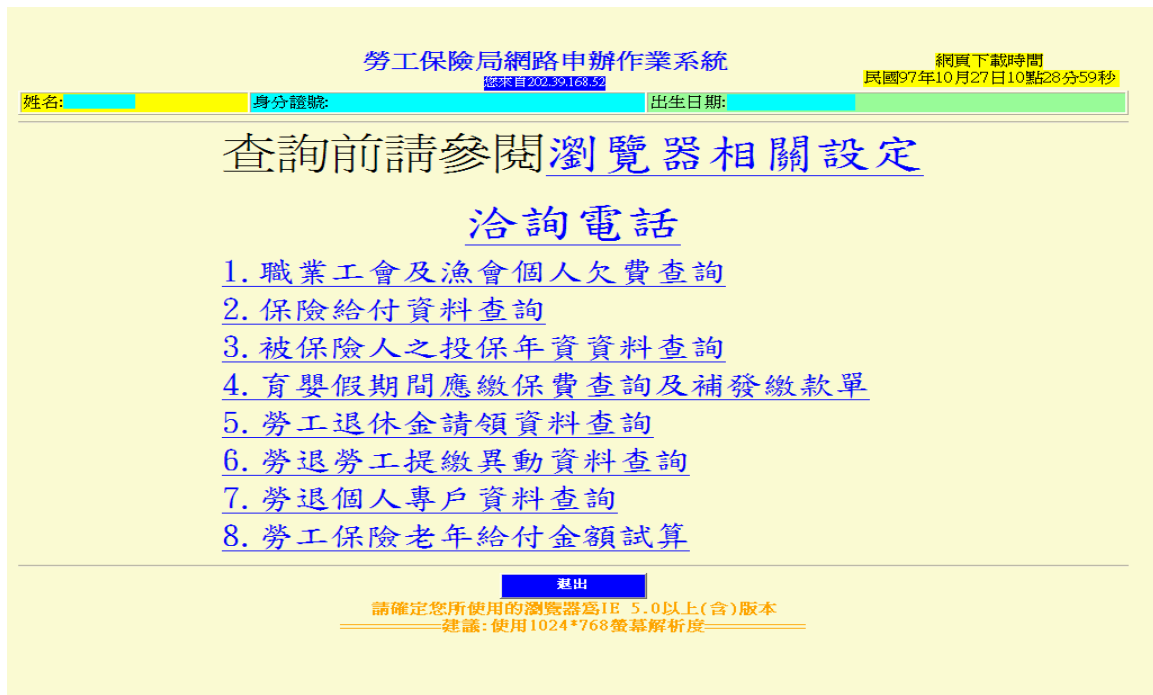 勞工保險局網路申辦作業系統
您來自202.39.168.52
網頁下載時間
民國97年10月27日10點28分59秒
姓名: 身分證號: 出生日期:
查詢前請參閱瀏覽器相關設定
洽詢電話
1.職業工會及漁會個人欠費查詢
2.保險給付資料查詢
3.被保險人之投保年資資料查詢
4.育嬰假期間應繳保費查詢及補發繳款單
5.勞工退休金請領資料查詢
6.勞退勞工提繳異動資料查詢
7.勞退個人專戶資料查詢
8.勞工保險老年給付金額試算
退出
請確定您所使用的瀏覽器為IE 5.0以上(含)版本
════════建議:使用1024*768螢幕解析度════════